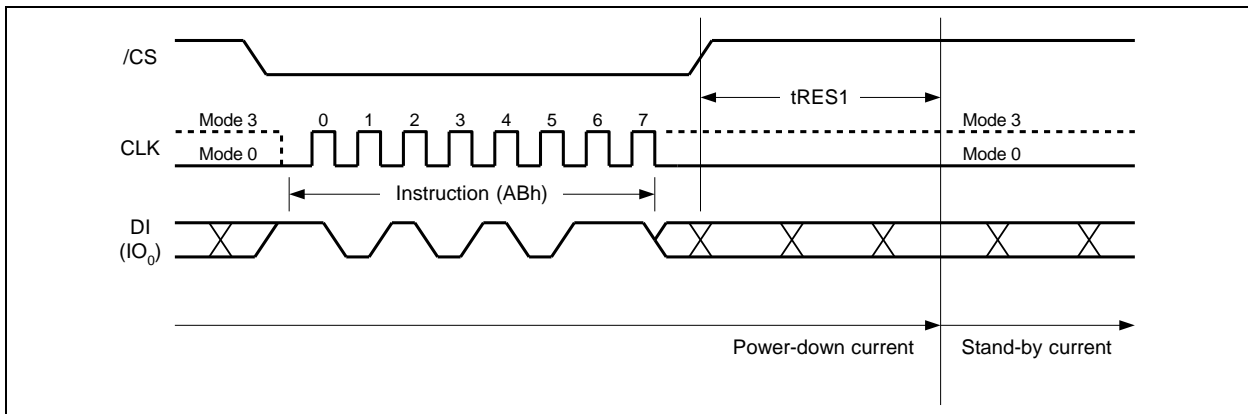 /CS
tRES1
Mode 3 0 1 2 3 4 5 6 7 Mode 3
CLK
Mode 0 Mode 0
Instruction (ABh)
DI
(IO0)
Power-down current Stand-by current